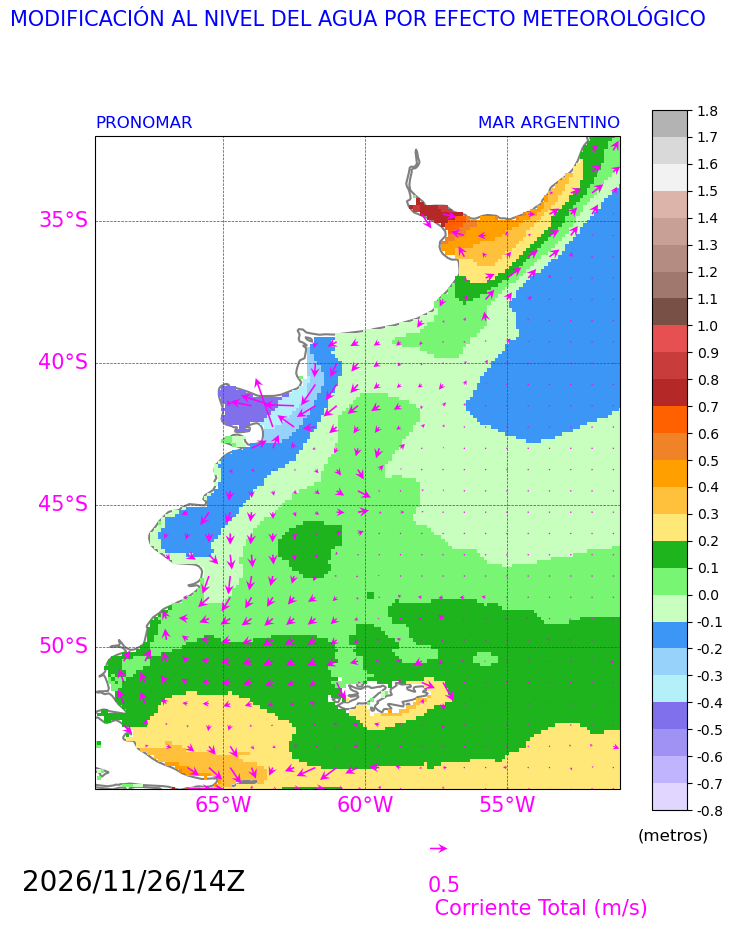 MODIFICACIÓN AL NIVEL DEL AGUA POR EFECTO METEOROLÓGICO
PRONOMAR
MAR ARGENTINO
35°S
40°S
45°S
50°S
65°W
60°W
55°W
1.8
1.7
1.6
1.5
1.4
1.3
1.2
1.1
1.0
0.9
0.8
0.7
0.6
0.5
0.4
0.3
0.2
0.1
0.0
-0.1
-0.2
-0.3
-0.4
-0.5
-0.6
-0.7
-0.8
(metros)
2026/11/26/14Z
0.5
Corriente Total (m/s)